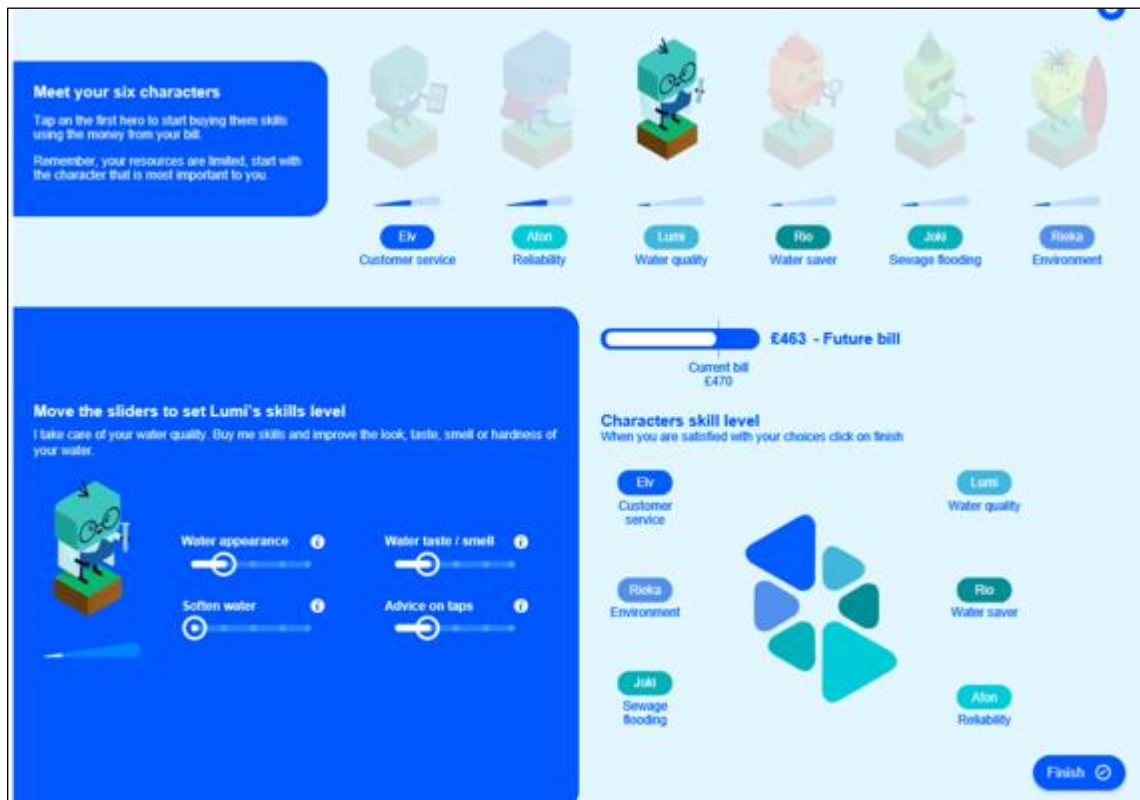 Meet your six characters
Tap on the first hero to start buying them skills
using the money from your bill.
Remember, your resources are limited, start with
the character that is most important to you.
Elv
Customer service
Afon
Reliability
Lumi
Water quality
Rio
Water saver
Joki
Sewage flooding
Rieka
Environment
£463 - Future bill
Current bill
£470
Move the sliders to set Lumi's skills level
I take care of your water quality. Buy me skills and improve the look, taste, smell or hardness of
your water.
Water appearance
Water taste / smell
Soften water
Advice on taps
Characters skill level
When you are satisfied with your choices click on finish
Elv
Customer
service
Lumi
Water quality
Rieka
Environment
Rio
Water saver
Joki
Sewage
flooding
Afon
Reliability
Finish